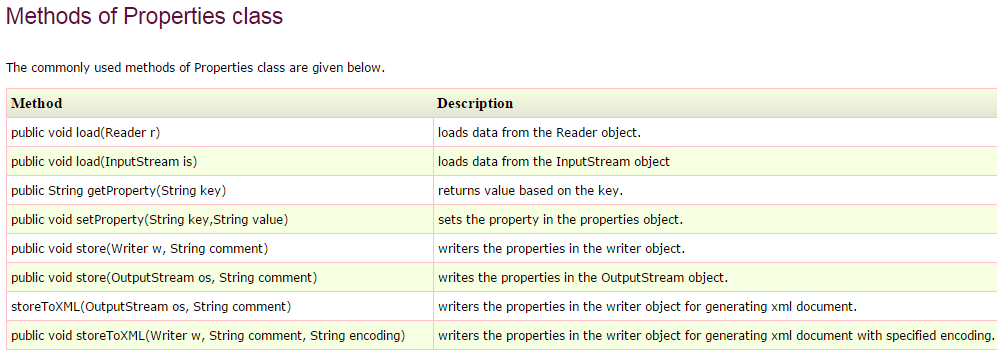 Methods of Properties class
The commonly used methods of Properties class are given below.
Method Description
public void load(Reader r) loads data from the Reader object.
public void load(InputStream is) loads data from the InputStream object
public String getProperty(String key) returns value based on the key.
public void setProperty(String key,String value) sets the property in the properties object.
public void store(Writer w, String comment) writers the properties in the writer object.
public void store(OutputStream os, String comment) writes the properties in the OutputStream object.
storeToXML(OutputStream os, String comment) writers the properties in the writer object for generating xml document.
public void storeToXML(Writer w, String comment, String encoding) writers the properties in the writer object for generating xml document with specified encoding.